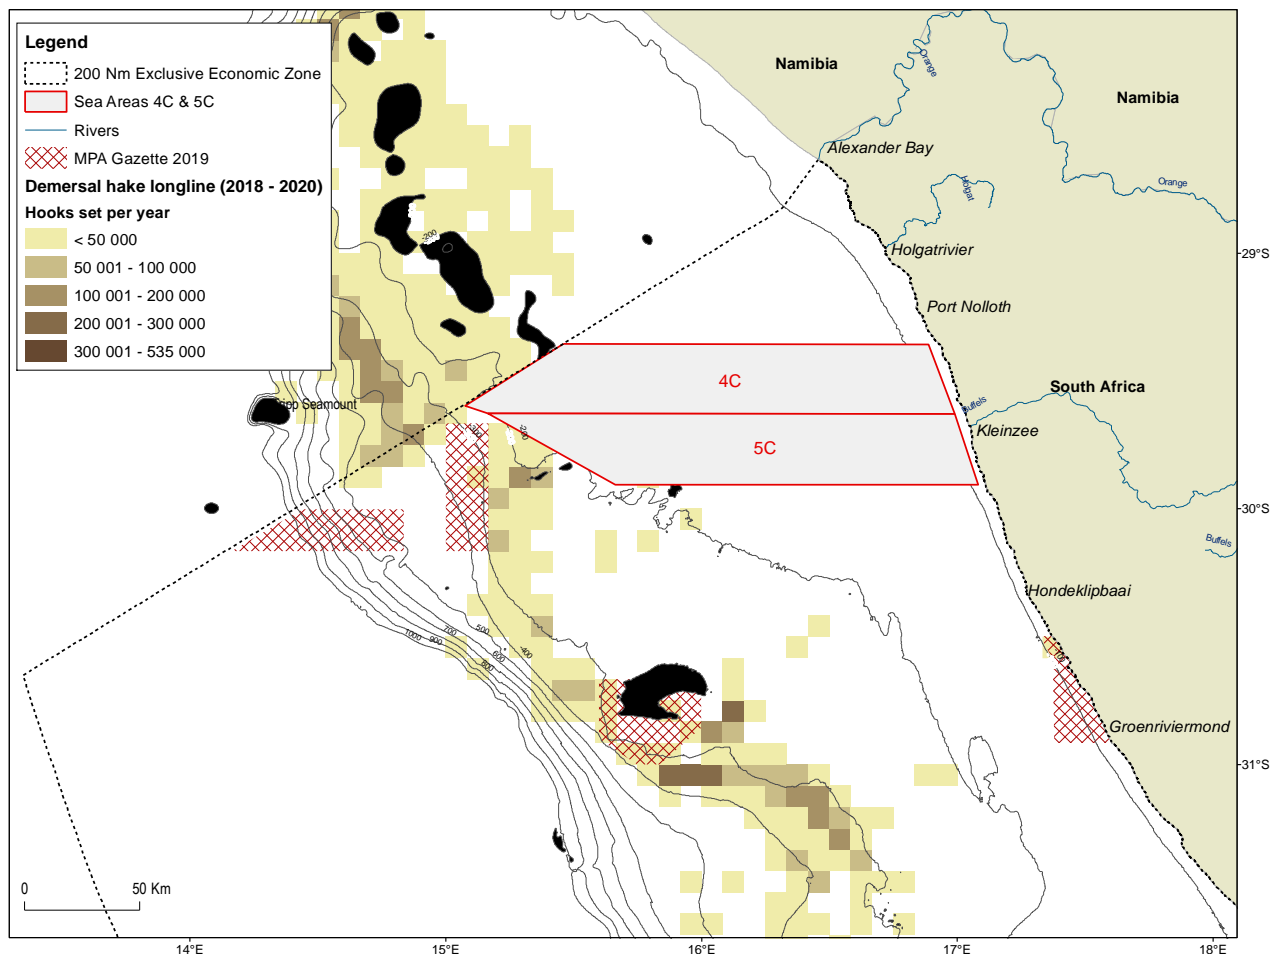 Legend
200 Nm Exclusive Economic Zone
Sea Areas 4C & 5C
Rivers
MPA Gazette 2019
Demersal hake longline (2018 - 2020)
Hooks set per year
< 50 000
50 001 - 100 000
100 001 - 200 000
200 001 - 300 000
300 001 - 535 000
Namibia
Namibia
Orange
Alexander Bay
Orange
Holgat
-200
Holgatrivier
29°S
Port Nolloth
4C
South Africa
Seamount
Buffels
Kleinzee
-200
5C
30°S
Buffels
Hondeklipbaai
500
700
900
1000
600
800
-400
Groenriviermond
31°S
0 50 Km
14°E 15°E 16°E 17°E 18°E